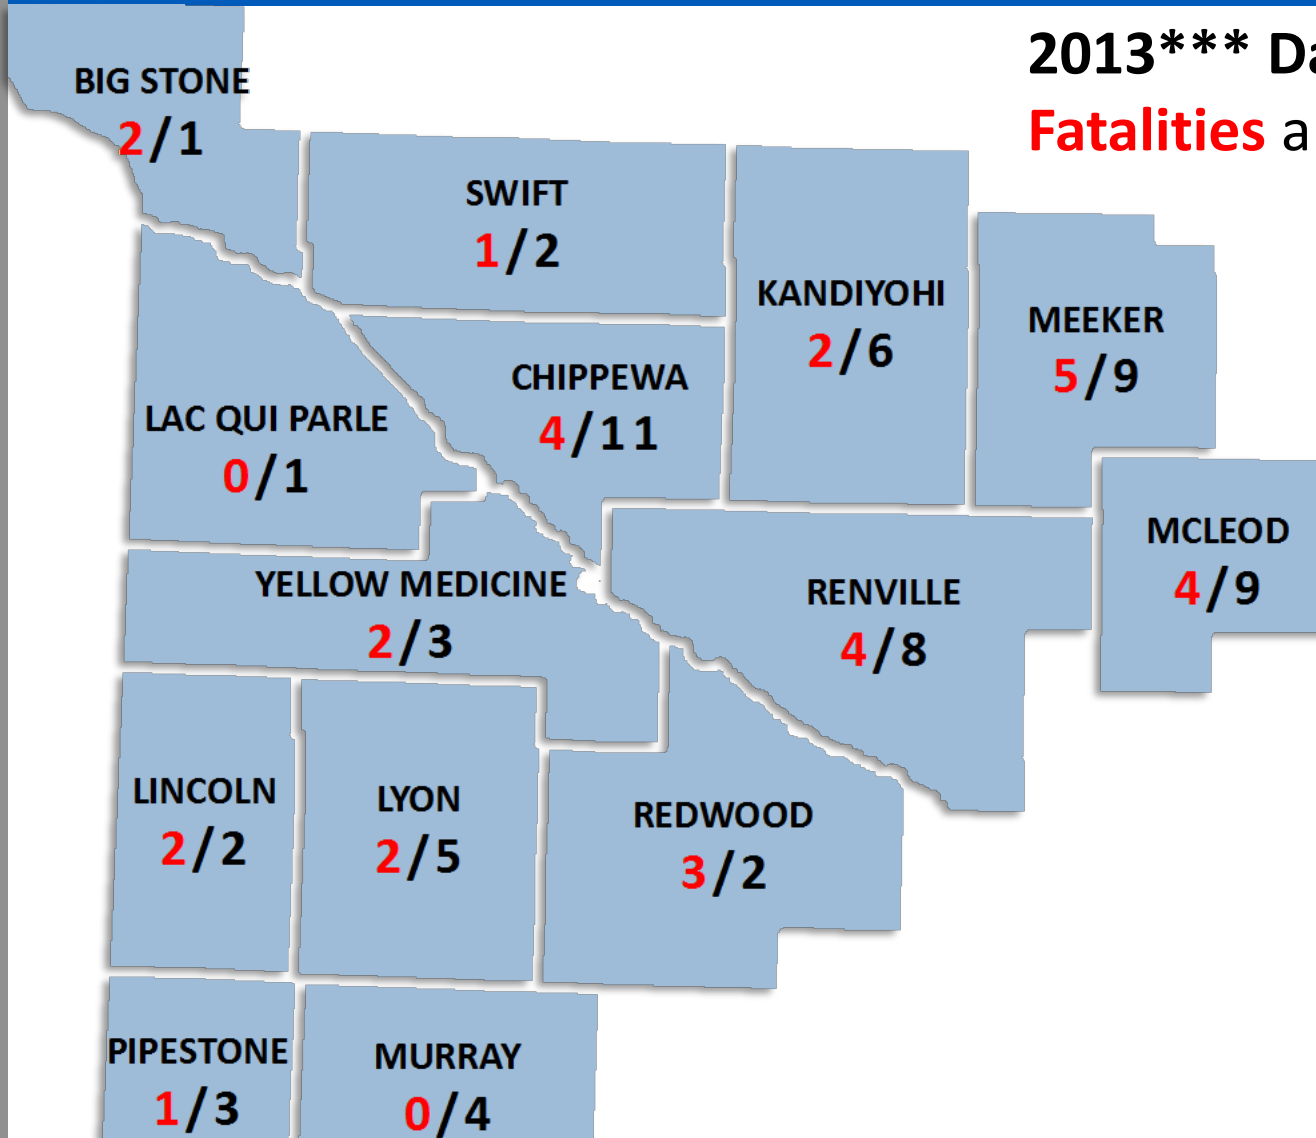 2013*** Da
Fatalities a
BIG STONE
2/1
SWIFT
1/2
KANDIYOHI
2/6
MEEKER
5/9
CHIPPEWA
4/11
LAC QUI PARLE
0/1
MCLEOD
4/9
YELLOW MEDICINE
2/3
RENVILLE
4/8
LINCOLN
2/2
LYON
2/5
REDWOOD
3/2
PIPESTONE
1/3
MURRAY
0/4